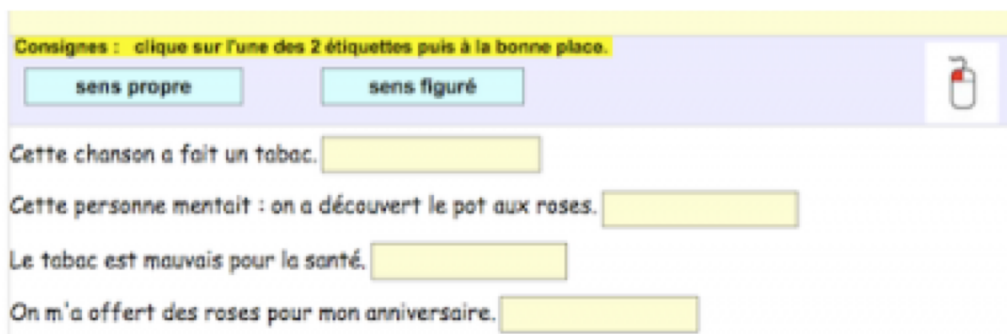 Consignes : clique sur l'une des 2 étiquettes puis à la bonne place.
sens propre sens figuré
Cette chanson a fait un tabac.
Cette personne mentait : on a découvert le pot aux roses.
Le tabac est mauvais pour la santé.
On m'a offert des roses pour mon anniversaire.